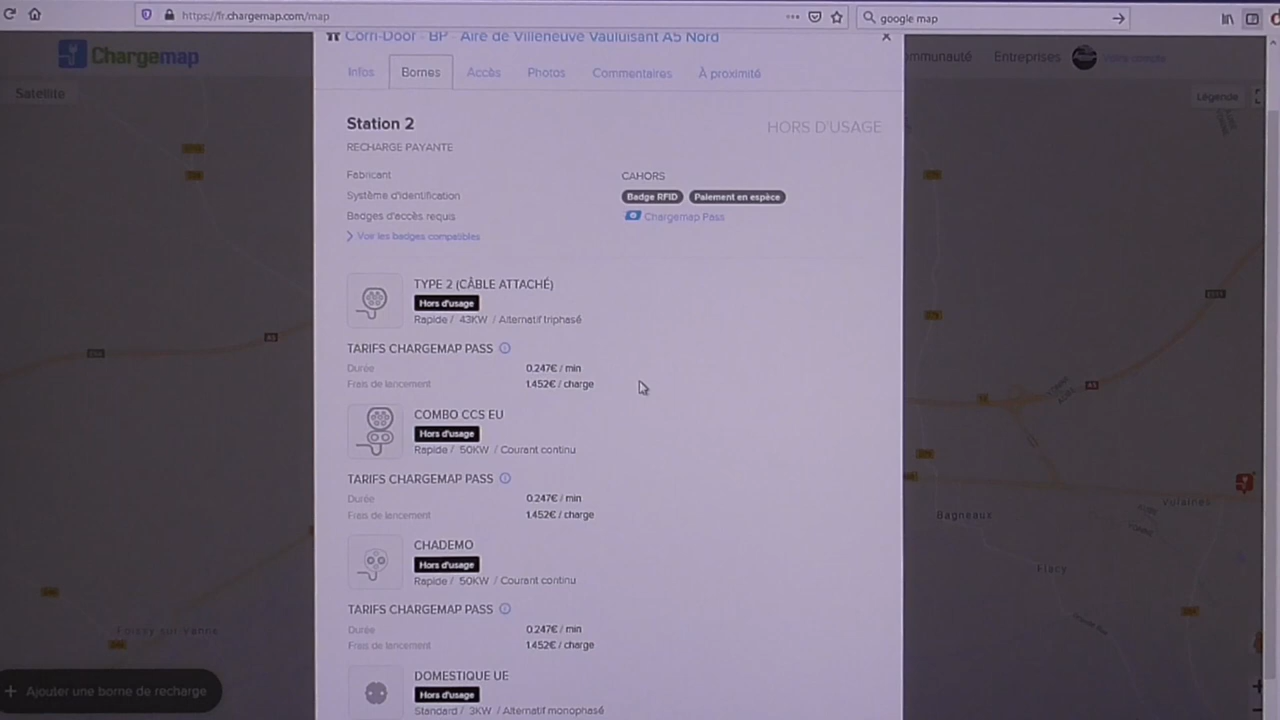 https://fr.chargemap.com/map
google map
Chargemap
Corri-Door - BP - Aire de Villeneuve Vauluisant A5 Nord
Entreprises
Satellite
Légende
Infos
Bornes
Accès
Photos
Commentaires
À proximité
Station 2
HORS D'USAGE
RECHARGE PAYANTE
Fabricant
CAHORS
Système d'identification
Badge RFID
Paiement en espèce
Badges d'accès requis
Chargemap Pass
Voir les badges compatibles
TYPE 2 (CÂBLE ATTACHÉ)
Hors d'usage
Rapide / 43KW / Alternatif triphasé
TARIFS CHARGEMAP PASS
Durée 0.247€ / min
Frais de lancement 1.452€ / charge
COMBO CCS EU
Hors d'usage
Rapide / 50KW / Courant continu
TARIFS CHARGEMAP PASS
Durée 0.247€ / min
Frais de lancement 1.452€ / charge
CHADEMO
Hors d'usage
Rapide / 50KW / Courant continu
TARIFS CHARGEMAP PASS
Durée 0.247€ / min
Frais de lancement 1.452€ / charge
DOMESTIQUE UE
Hors d'usage
Standard / 3KW / Alternatif monophasé
A5
A5
Bagneaux
Vulaines
Flacy
Foissy-sur-Vanne
+ Ajouter une borne de recharge